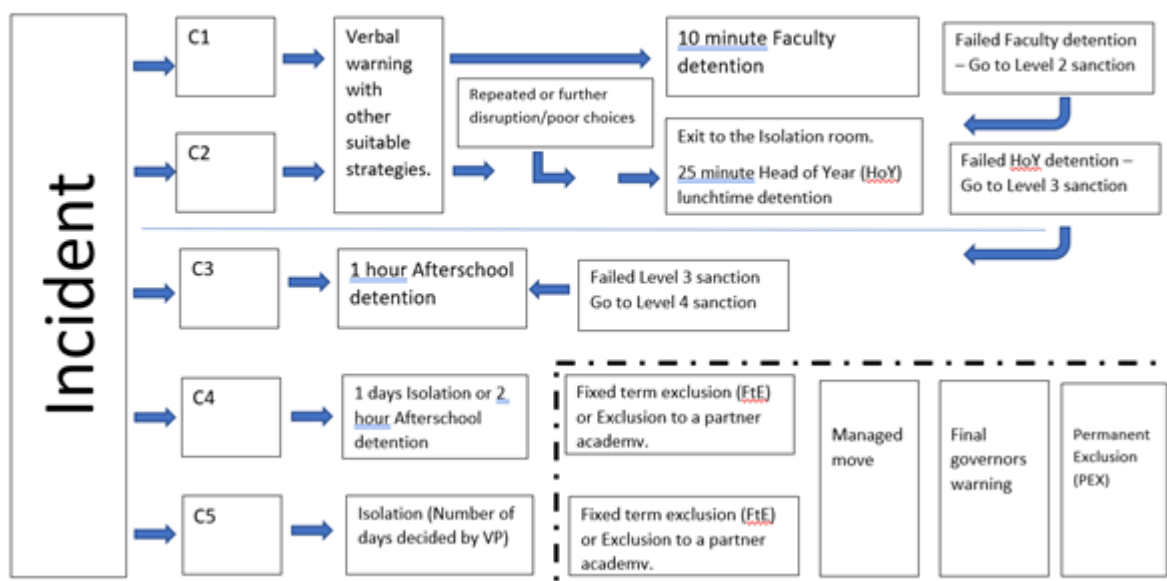 Incident
C1
Verbal
warning
with
other
suitable
strategies.
10 minute Faculty
detention
Failed Faculty detention
– Go to Level 2 sanction
Repeated or further
disruption/poor choices
C2
Exit to the Isolation room.
25 minute Head of Year (HoY)
lunchtime detention
Failed HoY detention –
Go to Level 3 sanction
C3
1 hour Afterschool
detention
Failed Level 3 sanction
Go to Level 4 sanction
C4
1 days Isolation or 2
hour Afterschool
detention
Fixed term exclusion (FtE)
or Exclusion to a partner
academy.
Managed
move
Final
governors
warning
Permanent
Exclusion
(PEX)
C5
Isolation (Number of
days decided by VP)
Fixed term exclusion (FtE)
or Exclusion to a partner
academy.